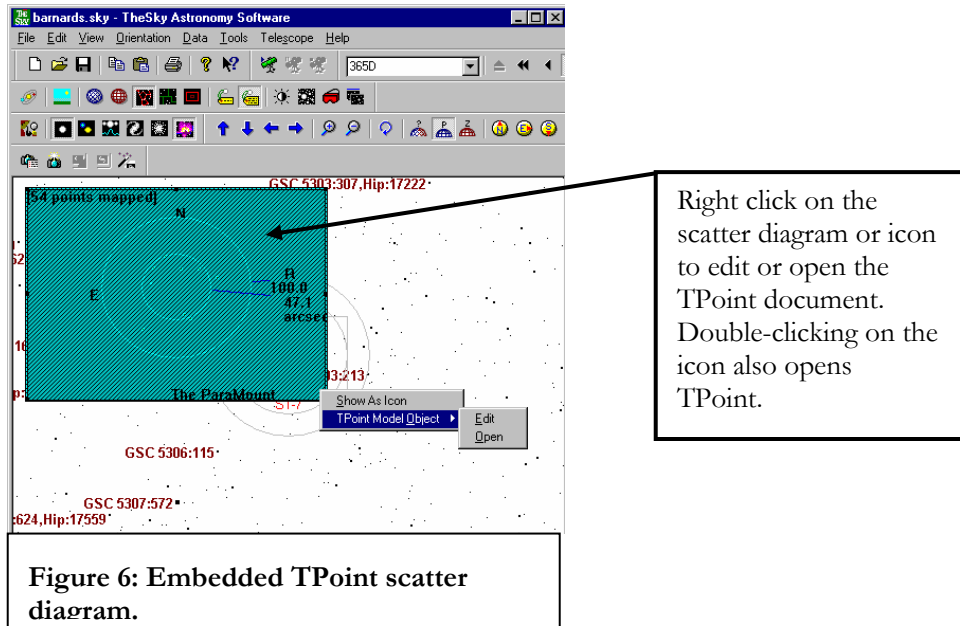 barnards.sky - TheSky Astronomy Software
File Edit View Orientation Data Tools Telescope Help
365D
GSC 5303:307,Hip:17222
[54 points mapped]
N
R
100.0
47.1
arcsec
E
:213
The ParaMount
ST-7
Show As Icon
TPoint Model Object
Edit
Open
GSC 5306:115
GSC 5307:572
:624,Hip:17559
Right click on the
scatter diagram or icon
to edit or open the
TPoint document.
Double-clicking on the
icon also opens
TPoint.
Figure 6: Embedded TPoint scatter
diagram.